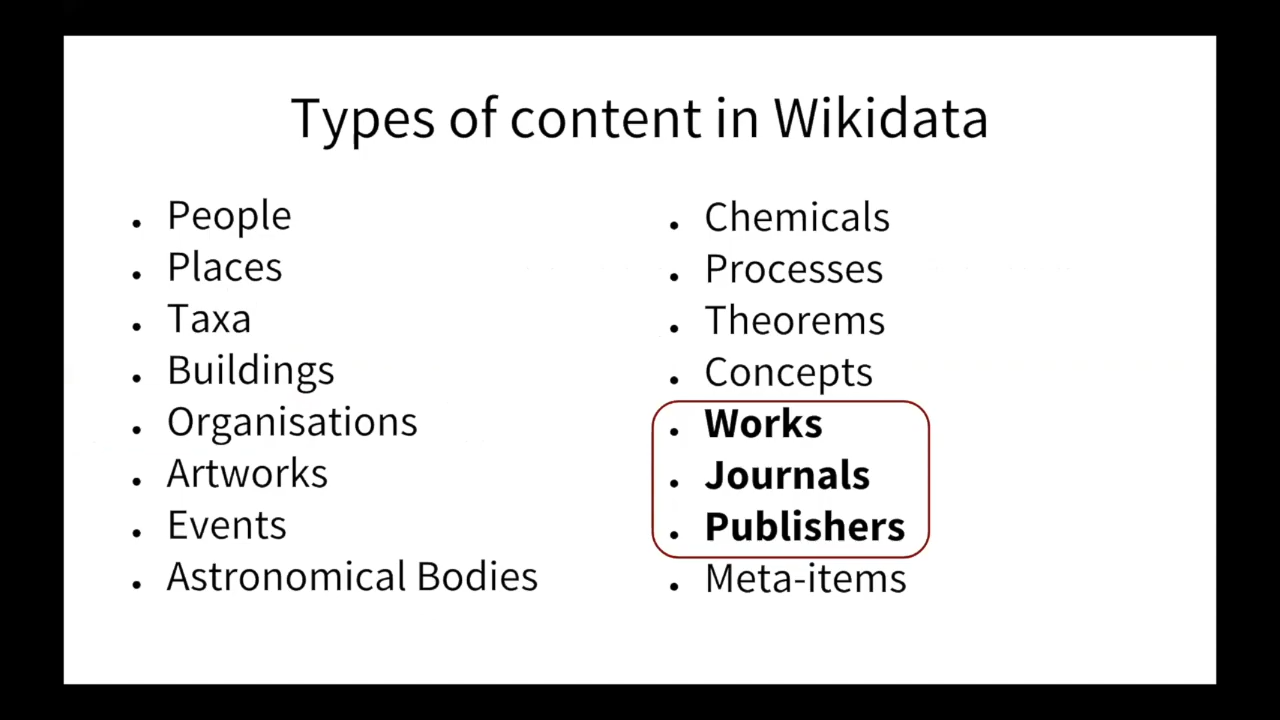 Types of content in Wikidata
• People
• Places
• Taxa
• Buildings
• Organisations
• Artworks
• Events
• Astronomical Bodies
• Chemicals
• Processes
• Theorems
• Concepts
• Works
• Journals
• Publishers
• Meta-items